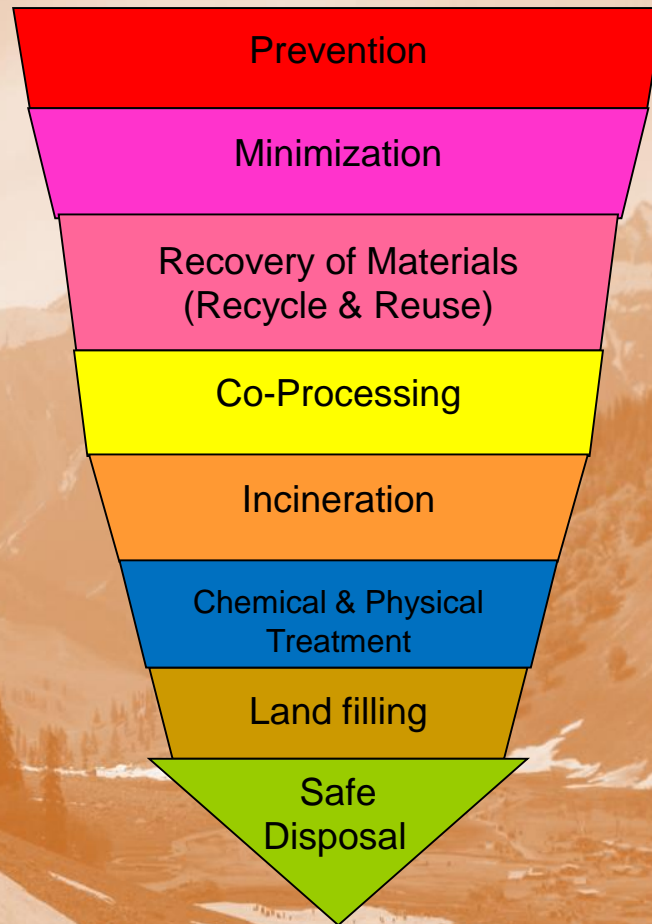 Prevention
Minimization
Recovery of Materials
(Recycle & Reuse)
Co-Processing
Incineration
Chemical & Physical
Treatment
Land filling
Safe
Disposal